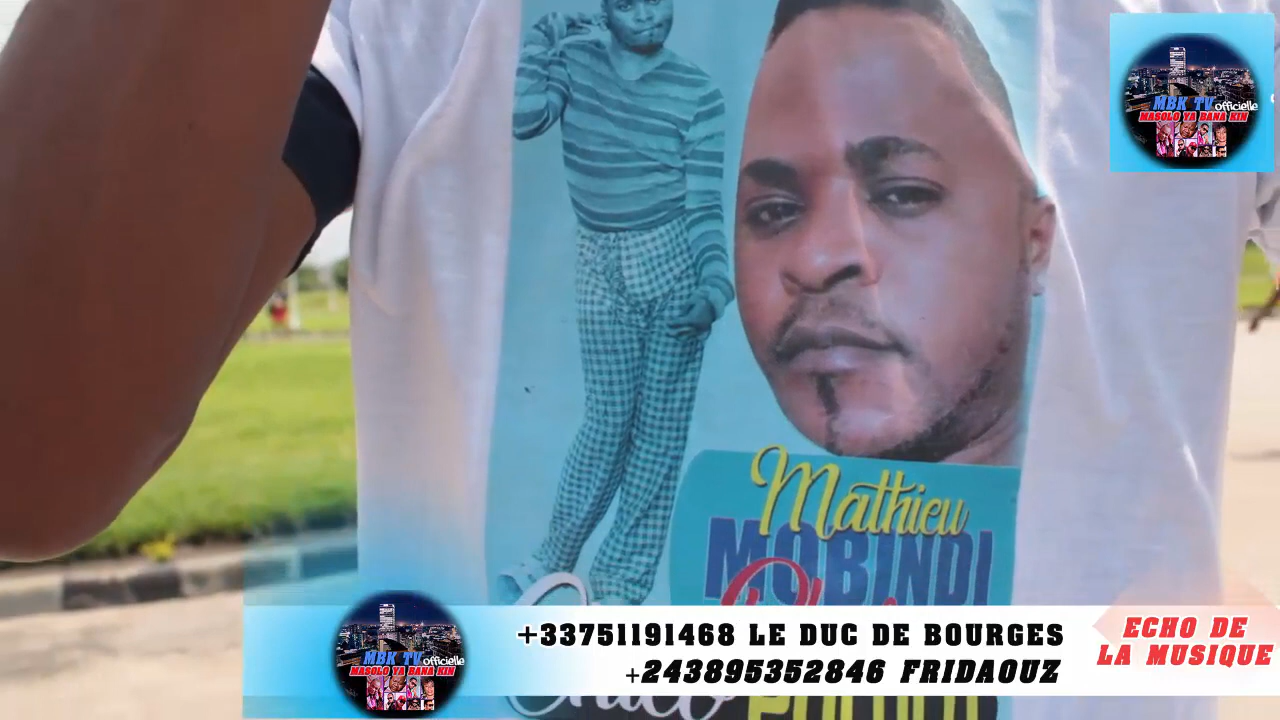 MBK TV officielle
MASOLO YA BANA KIN
Mathieu
MOBINDI
+33751191468 LE DUC DE BOURGES
+243895352846 FRIDAOUZ
ECHO DE
LA MUSIQUE
MBK TV officielle
MASOLO YA BANA KIN